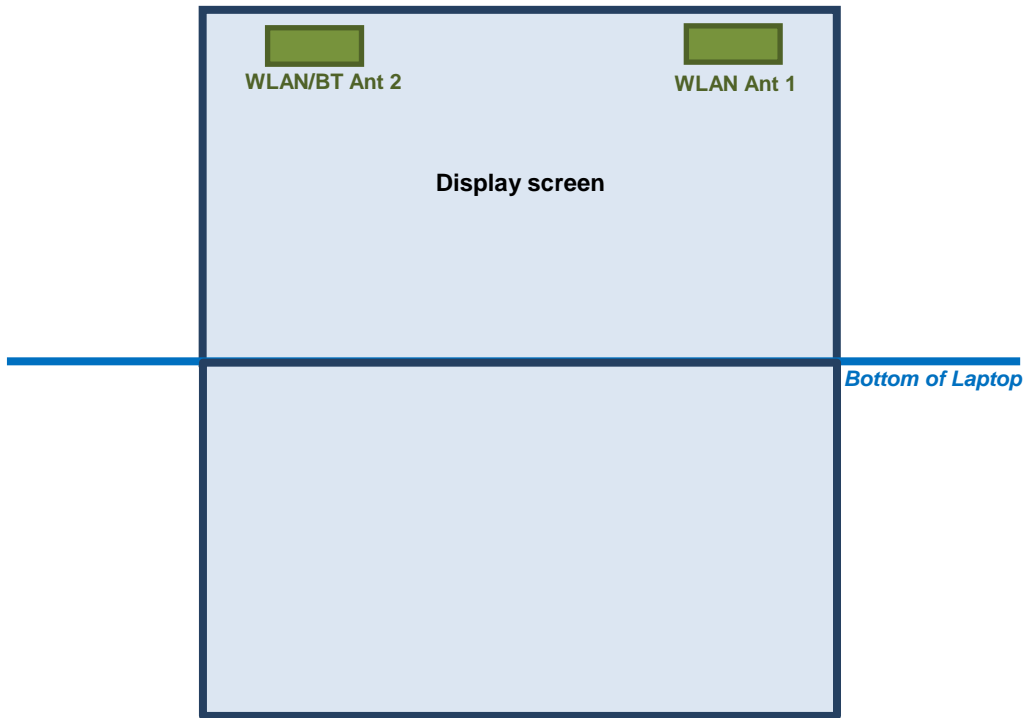 WLAN/BT Ant 2
WLAN Ant 1
Display screen
Bottom of Laptop